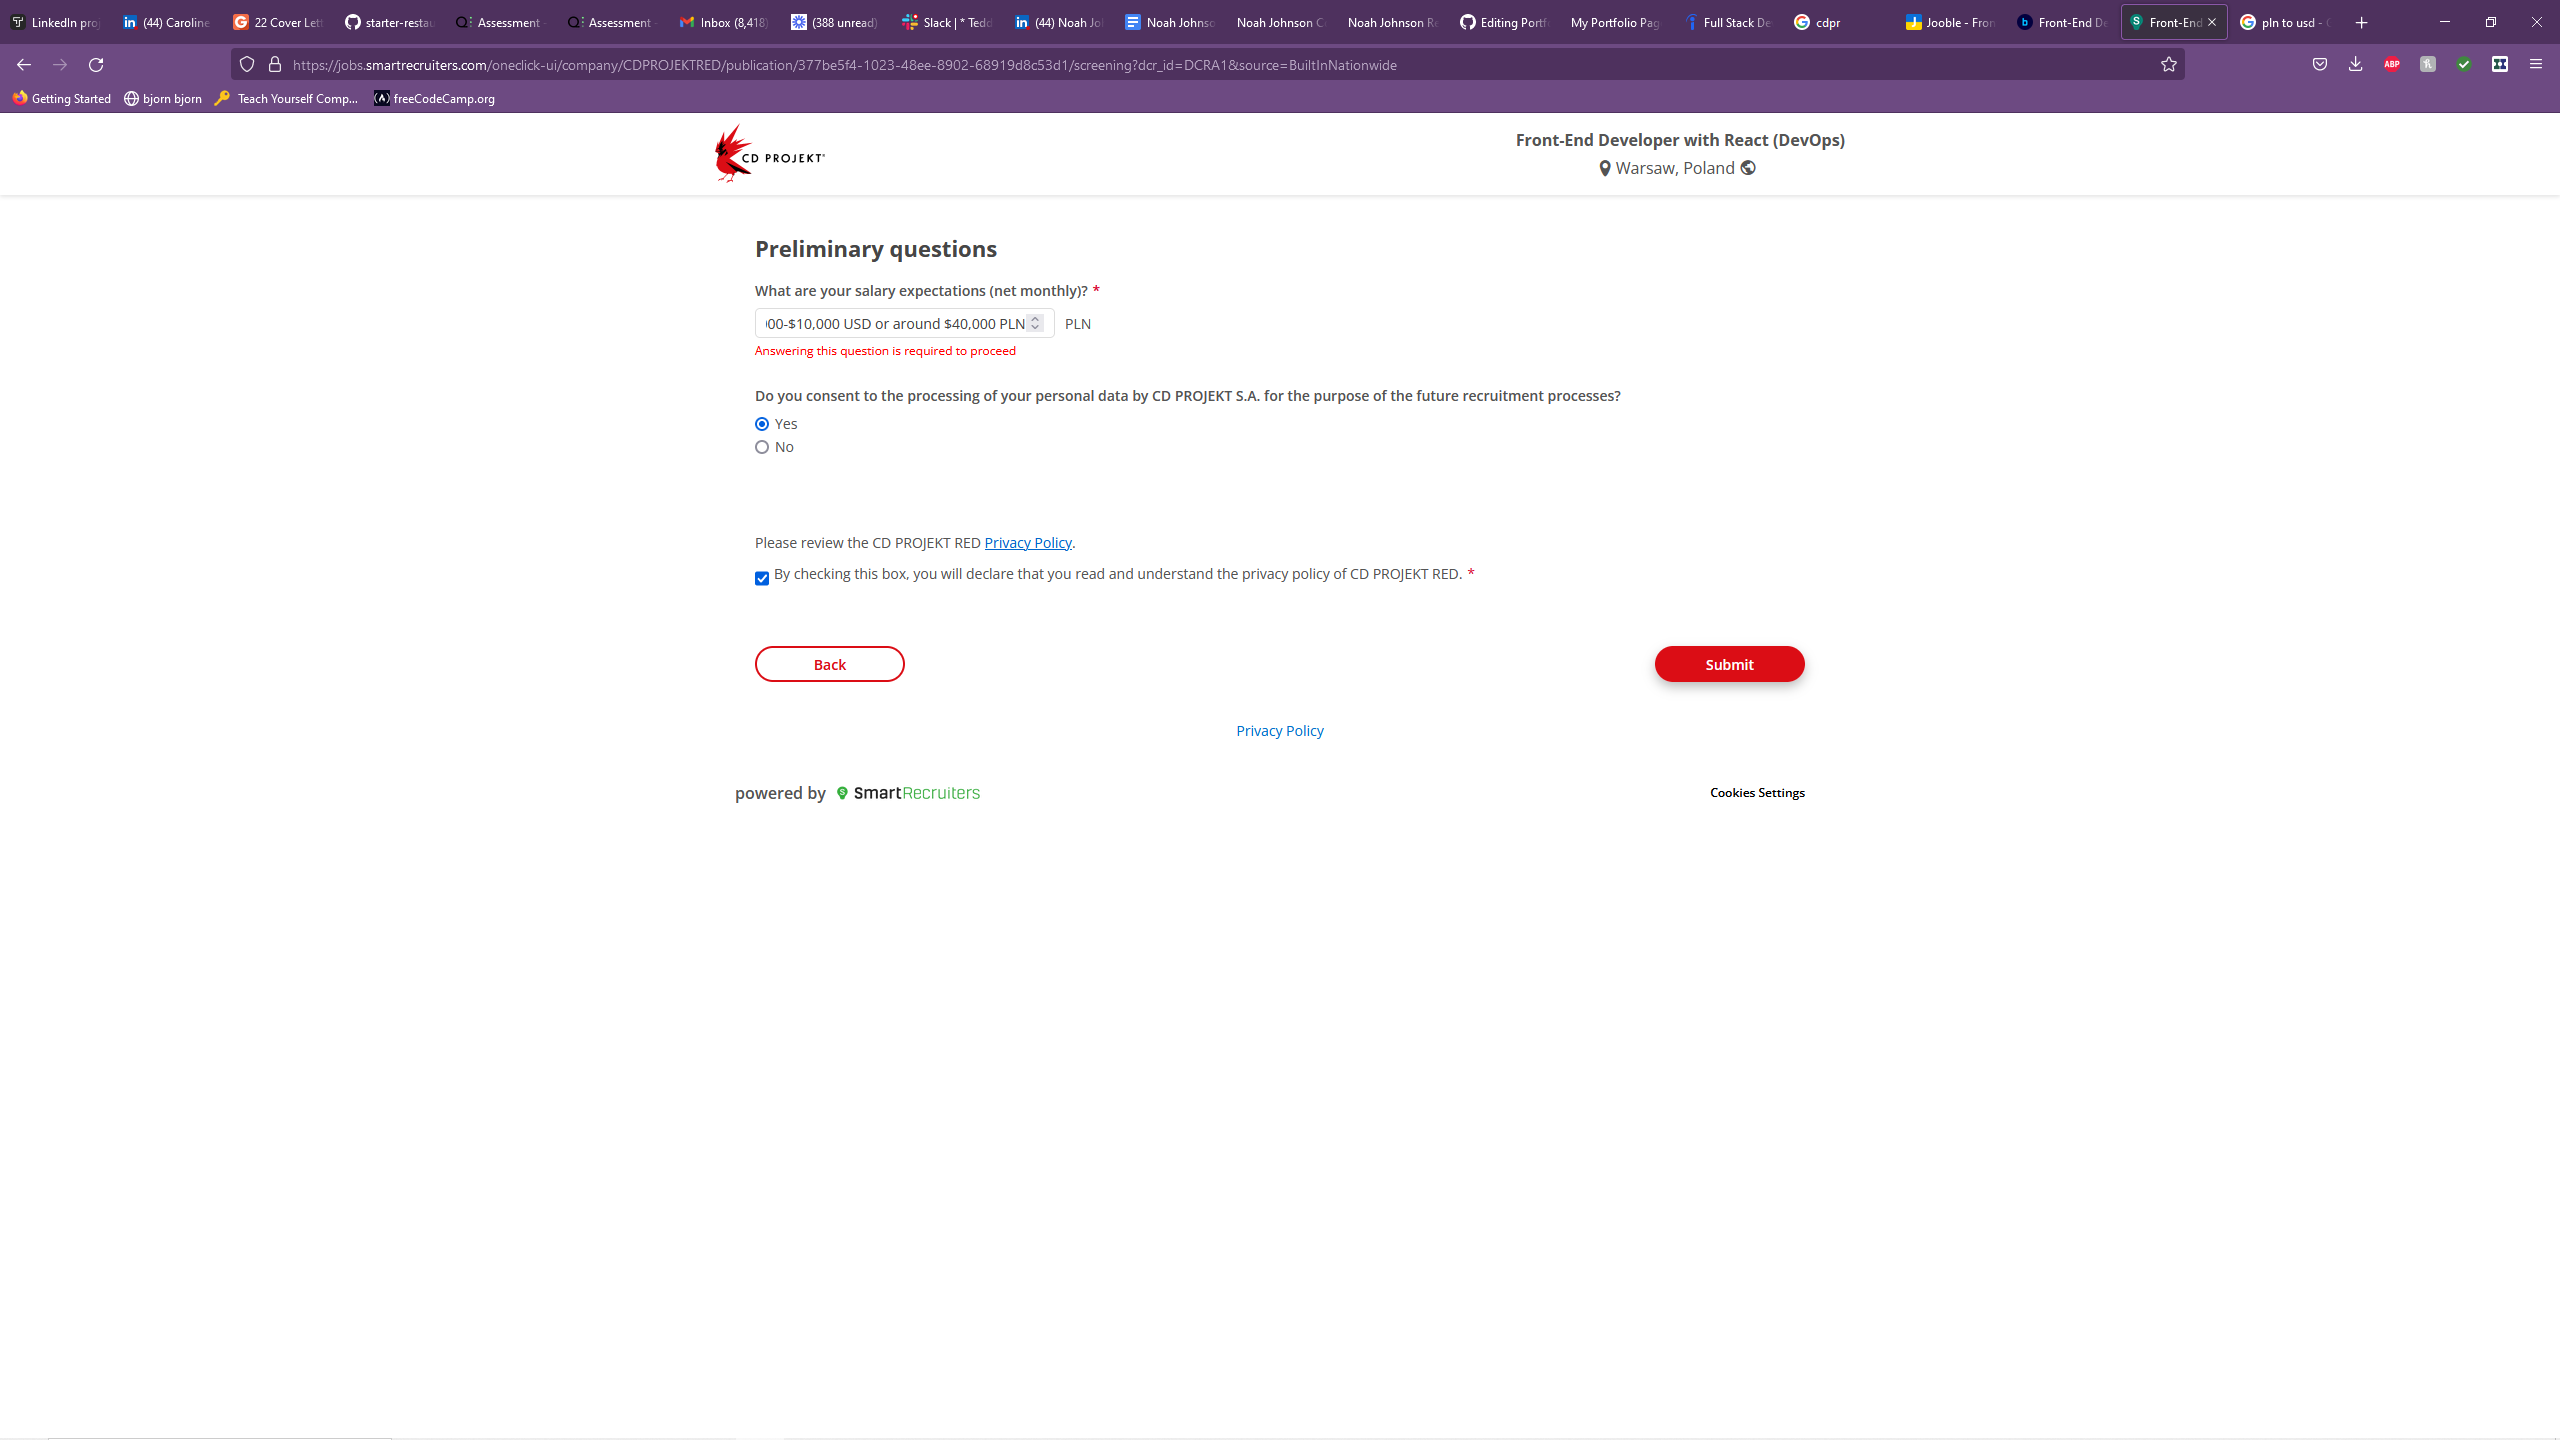 LinkedIn proj
(44) Caroline
22 Cover Lett
starter-restau
Assessment -
Assessment -
Inbox (8,418)
(388 unread)
Slack | * Tedd
(44) Noah Jo
Noah Johnso
Noah Johnson C
Noah Johnson Re
Editing Portf
My Portfolio Pag
Full Stack De
cdpr
Jooble - Fron
Front-End De
Front-End
pln to usd - G
https://jobs.smartrecruiters.com/oneclick-ui/company/CDPROJEKTRED/publication/377be5f4-1023-48ee-8902-68919d8c53d1/screening?dcr_id=DCRA1&source=BuiltInNationwide
ABP
Getting Started
bjorn bjorn
Teach Yourself Comp...
freeCodeCamp.org
CD PROJEKT®
Front-End Developer with React (DevOps)
Warsaw, Poland
Preliminary questions
What are your salary expectations (net monthly)? *
00-$10,000 USD or around $40,000 PLN
PLN
Answering this question is required to proceed
Do you consent to the processing of your personal data by CD PROJEKT S.A. for the purpose of the future recruitment processes?
Yes
No
Please review the CD PROJEKT RED Privacy Policy.
By checking this box, you will declare that you read and understand the privacy policy of CD PROJEKT RED. *
Back
Submit
Privacy Policy
powered by SmartRecruiters
Cookies Settings